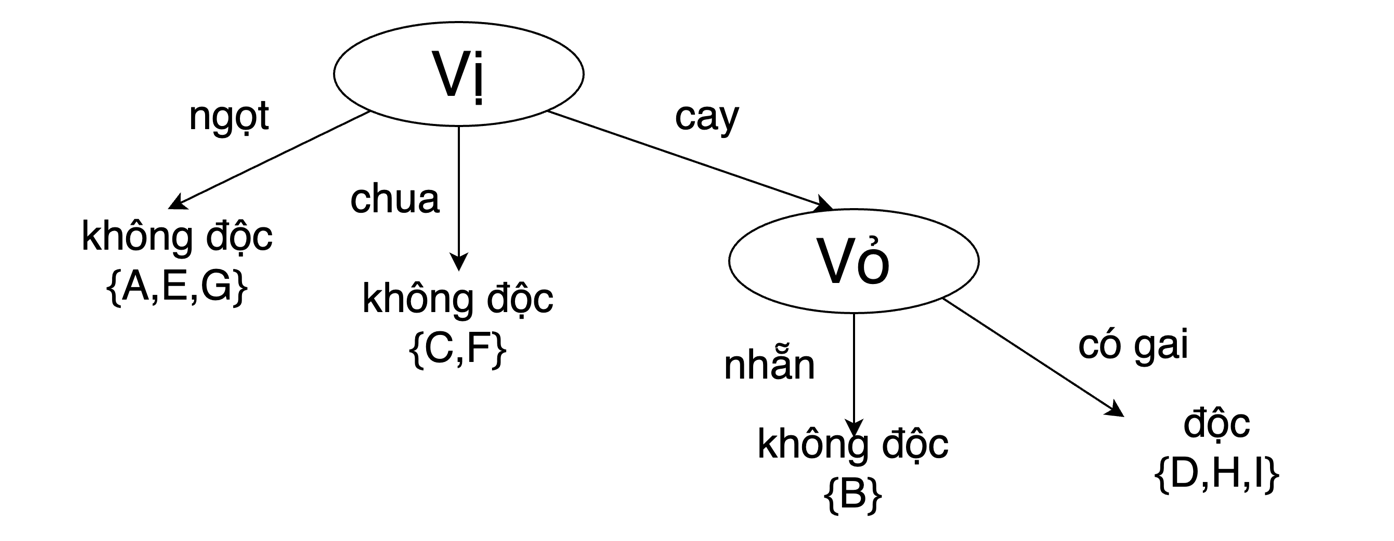 Vị
ngọt
cay
chua
không độc
{A,E,G}
Vỏ
không độc
{C,F}
nhẵn
có gai
không độc
{B}
độc
{D,H,I}